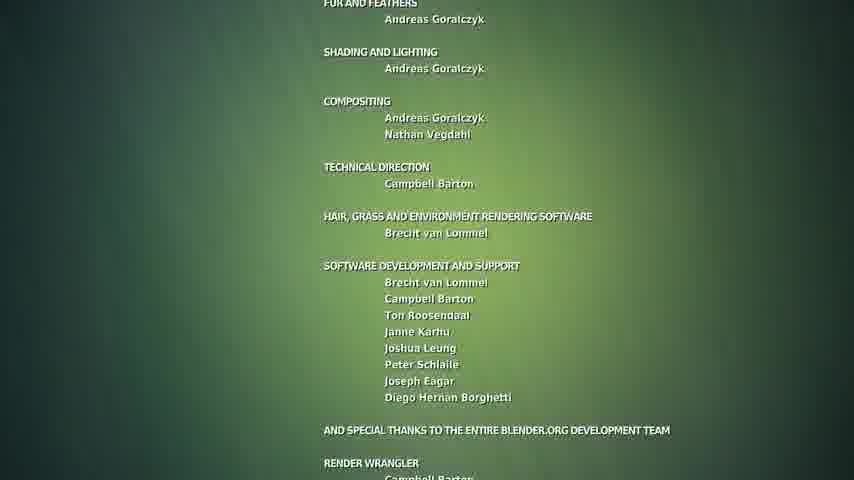 FUR AND FEATHERS
Andreas Goralczyk
SHADING AND LIGHTING
Andreas Goralczyk
COMPOSITING
Andreas Goralczyk
Nathan Vegdahl
TECHNICAL DIRECTION
Campbell Barton
HAIR, GRASS AND ENVIRONMENT RENDERING SOFTWARE
Brecht van Lommel
SOFTWARE DEVELOPMENT AND SUPPORT
Brecht van Lommel
Campbell Barton
Ton Roosendaal
Janne Karhu
Joshua Leung
Peter Schlaile
Joseph Eagar
Diego Hernan Borghetti
AND SPECIAL THANKS TO THE ENTIRE BLENDER.ORG DEVELOPMENT TEAM
RENDER WRANGLER
Campbell Barton